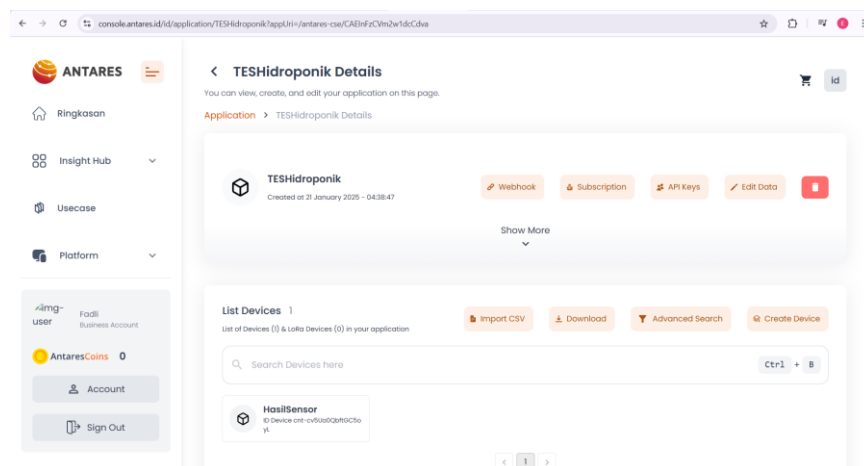 console.antares.id/id/application/TESHidroponik?appUri=/antares-cse/CAEInFzCVm2w1dcCdva
ANTARES
Ringkasan
Insight Hub
Usecase
Platform
img-user
Fadli
Business Account
AntaresCoins 0
Account
Sign Out
TESHidroponik Details
id
You can view, create, and edit your application on this page.
Application > TESHidroponik Details
TESHidroponik
Created at 21 January 2025 - 04:38:47
Webhook
Subscription
API Keys
Edit Data
Show More
List Devices 1
List of Devices (1) & LoRa Devices (0) in your application
Import CSV
Download
Advanced Search
Create Device
Search Devices here
Ctrl + B
HasilSensor
ID Device cnt-cv5Uo0QbftGC5o
yL
< 1 >